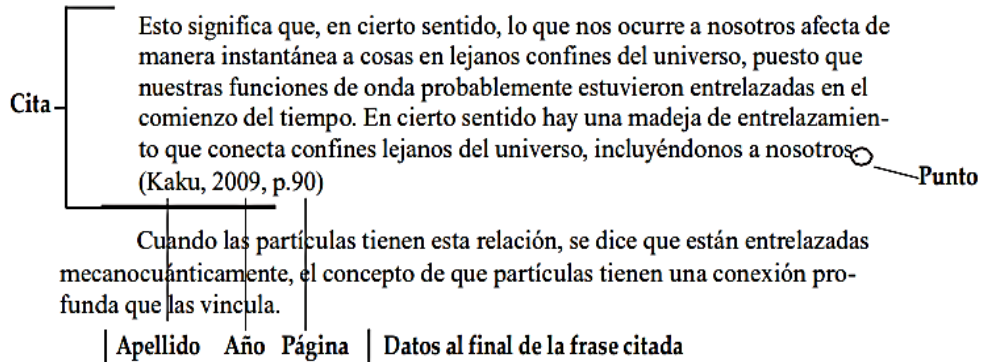 Esto significa que, en cierto sentido, lo que nos ocurre a nosotros afecta de
manera instantánea a cosas en lejanos confines del universo, puesto que
nuestras funciones de onda probablemente estuvieron entrelazadas en el
Cita
comienzo del tiempo. En cierto sentido hay una madeja de entrelazamien-
to que conecta confines lejanos del universo, incluyéndonos a nosotros.
(Kaku, 2009, p.90)
Punto
Cuando las partículas tienen esta relación, se dice que están entrelazadas
mecanocuánticamente, el concepto de que partículas tienen una conexión pro-
funda que las vincula.
Apellido Año Página Datos al final de la frase citada